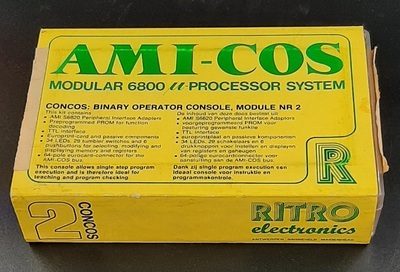 AMI-COS
MODULAR 6800 µ-PROCESSOR SYSTEM
CONCOS: BINARY OPERATOR CONSOLE, MODULE NR 2
This kit contains:
• AMI S6820 Peripheral Interface Adaptors
• Preprogrammed PROM for function
decoding
• TTL interface
• Europrint-card and passive components
• 34 LEDs, 29 tumbler switches and 6
pushbuttons for selecting, modifying and
displaying memory and registers
• 64-pole eurocard-connector for the
AMI-COS bus.
This console allows single step program
execution and is therefore ideal for
teaching and program checking
De inhoud van deze doos bestaat uit:
• AMI S6820 Peripheral Interface Adaptors
• voorgeprogrammeerd PROM voor
besturing gewenste funktie
• TTL interface
• europrintplaat en passieve komponenten
• 34 LEDs, 29 schakelaars en 6
drukknoppen voor instellen en displayen
van registers en geheugen
• 64-polige eurocardconnector voor
aansluiting aan de AMI-COS BUS.
Dank zij single program execution een
ideaal console voor instruktie en
programmakontrole.
R
2
CONCOS
RITRO
electronics